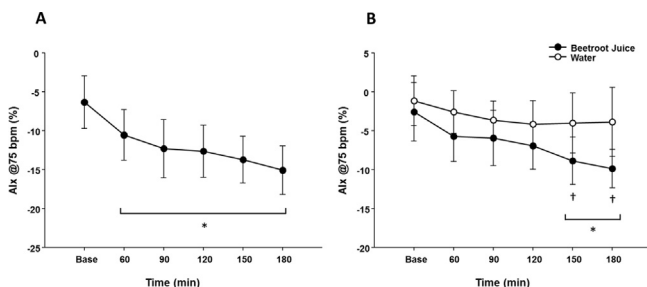 A
AIx @75 bpm (%)
0
-5
-10
-15
-20
-25
*
Base 60 90 120 150 180
Time (min)
B
Beetroot Juice
Water
AIx @75 bpm (%)
5
0
-5
-10
-15
-20
† †
*
Base 60 90 120 150 180
Time (min)